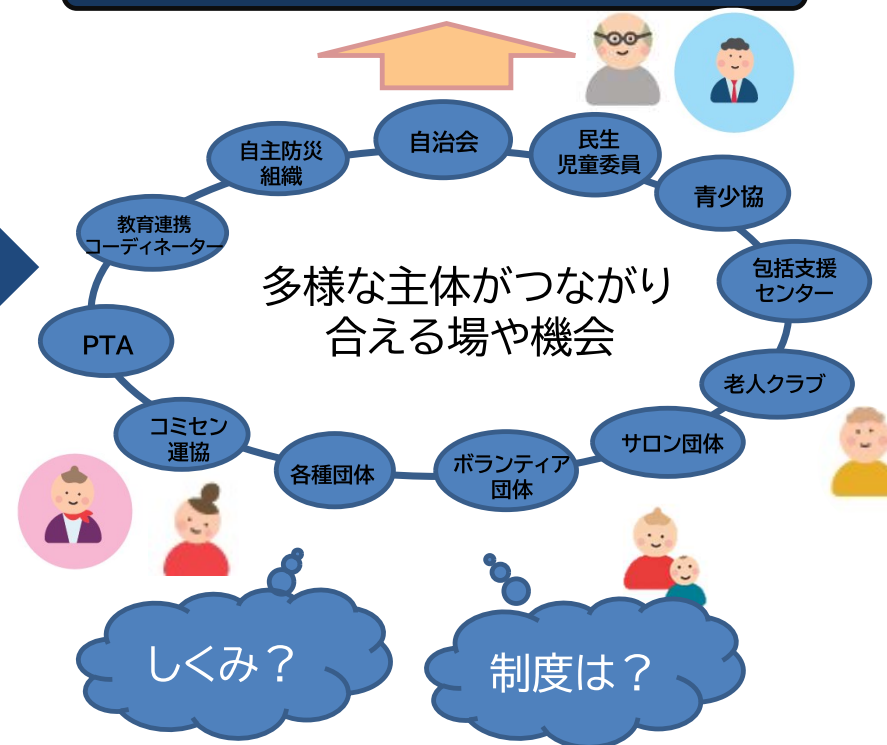 自治会
自主防災
組織
民生
児童委員
青少協
教育連携
コーディネーター
包括支援
センター
多様な主体がつながり
合える場や機会
PTA
老人クラブ
コミセン
運協
サロン団体
各種団体
ボランティア
団体
しくみ？
制度は？